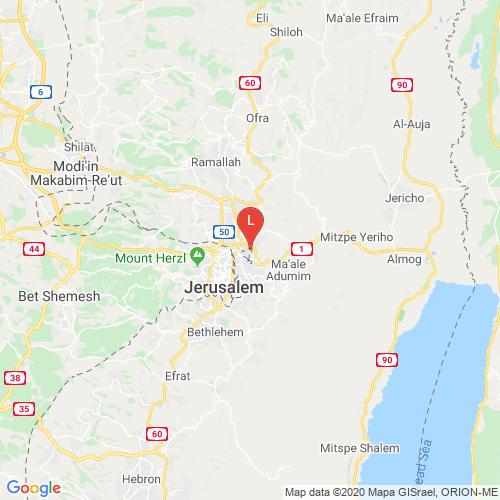 Eli
Ma'ale Efraim
Shiloh
60
90
6
Ofra
Al-Auja
Shilat
Modi'in
Makabim-Re'ut
Ramallah
Jericho
L
50
Mitzpe Yeriho
44
1
Mount Herzl
Almog
Ma'ale
Adumim
Jerusalem
Bet Shemesh
Bethlehem
90
38
Efrat
35
60
Mitspe Shalem
ead Sea
Hebron
Google
Map data ©2020 Mapa GISrael, ORION-ME